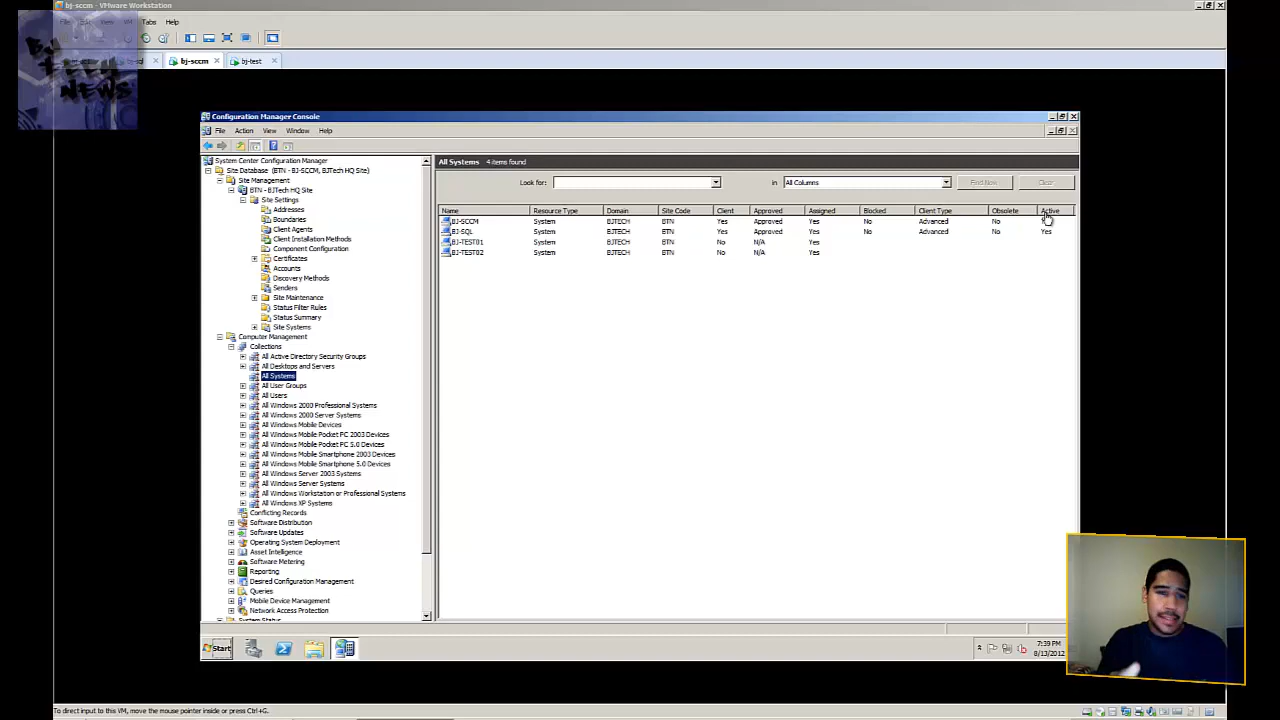 bj-sccm - VMware Workstation
File Edit View VM Tabs Help
bj-sccm bj-test
BJ
TECH
NEWS
Configuration Manager Console
File Action View Window Help
System Center Configuration Manager
Site Database (BTN - BJ-SCCM, BJTech HQ Site)
Site Management
BTN - BJTech HQ Site
Site Settings
Addresses
Boundaries
Client Agents
Client Installation Methods
Component Configuration
Certificates
Accounts
Discovery Methods
Senders
Site Maintenance
Status Filter Rules
Status Summary
Site Systems
Computer Management
Collections
All Active Directory Security Groups
All Desktops and Servers
All Systems
All User Groups
All Users
All Windows 2000 Professional Systems
All Windows 2000 Server Systems
All Windows Mobile Devices
All Windows Mobile Pocket PC 2003 Devices
All Windows Mobile Pocket PC 5.0 Devices
All Windows Mobile Smartphone 2003 Devices
All Windows Mobile Smartphone 5.0 Devices
All Windows Server 2003 Systems
All Windows Server Systems
All Windows Workstation or Professional Systems
All Windows XP Systems
Conflicting Records
Software Distribution
Software Updates
Operating System Deployment
Asset Intelligence
Software Metering
Reporting
Desired Configuration Management
Queries
Mobile Device Management
Network Access Protection
System Status
All Systems 4 items found
Look for: in All Columns Find Now Clear
Name Resource Type Domain Site Code Client Approved Assigned Blocked Client Type Obsolete Active
BJ-SCCM System BJTECH BTN Yes Approved Yes No Advanced No
BJ-SQL System BJTECH BTN Yes Approved Yes No Advanced No Yes
BJ-TEST01 System BJTECH BTN No N/A Yes
BJ-TEST02 System BJTECH BTN No N/A Yes
Start
7:39 PM
8/13/2012
To direct input to this VM, move the mouse pointer inside or press Ctrl+G.